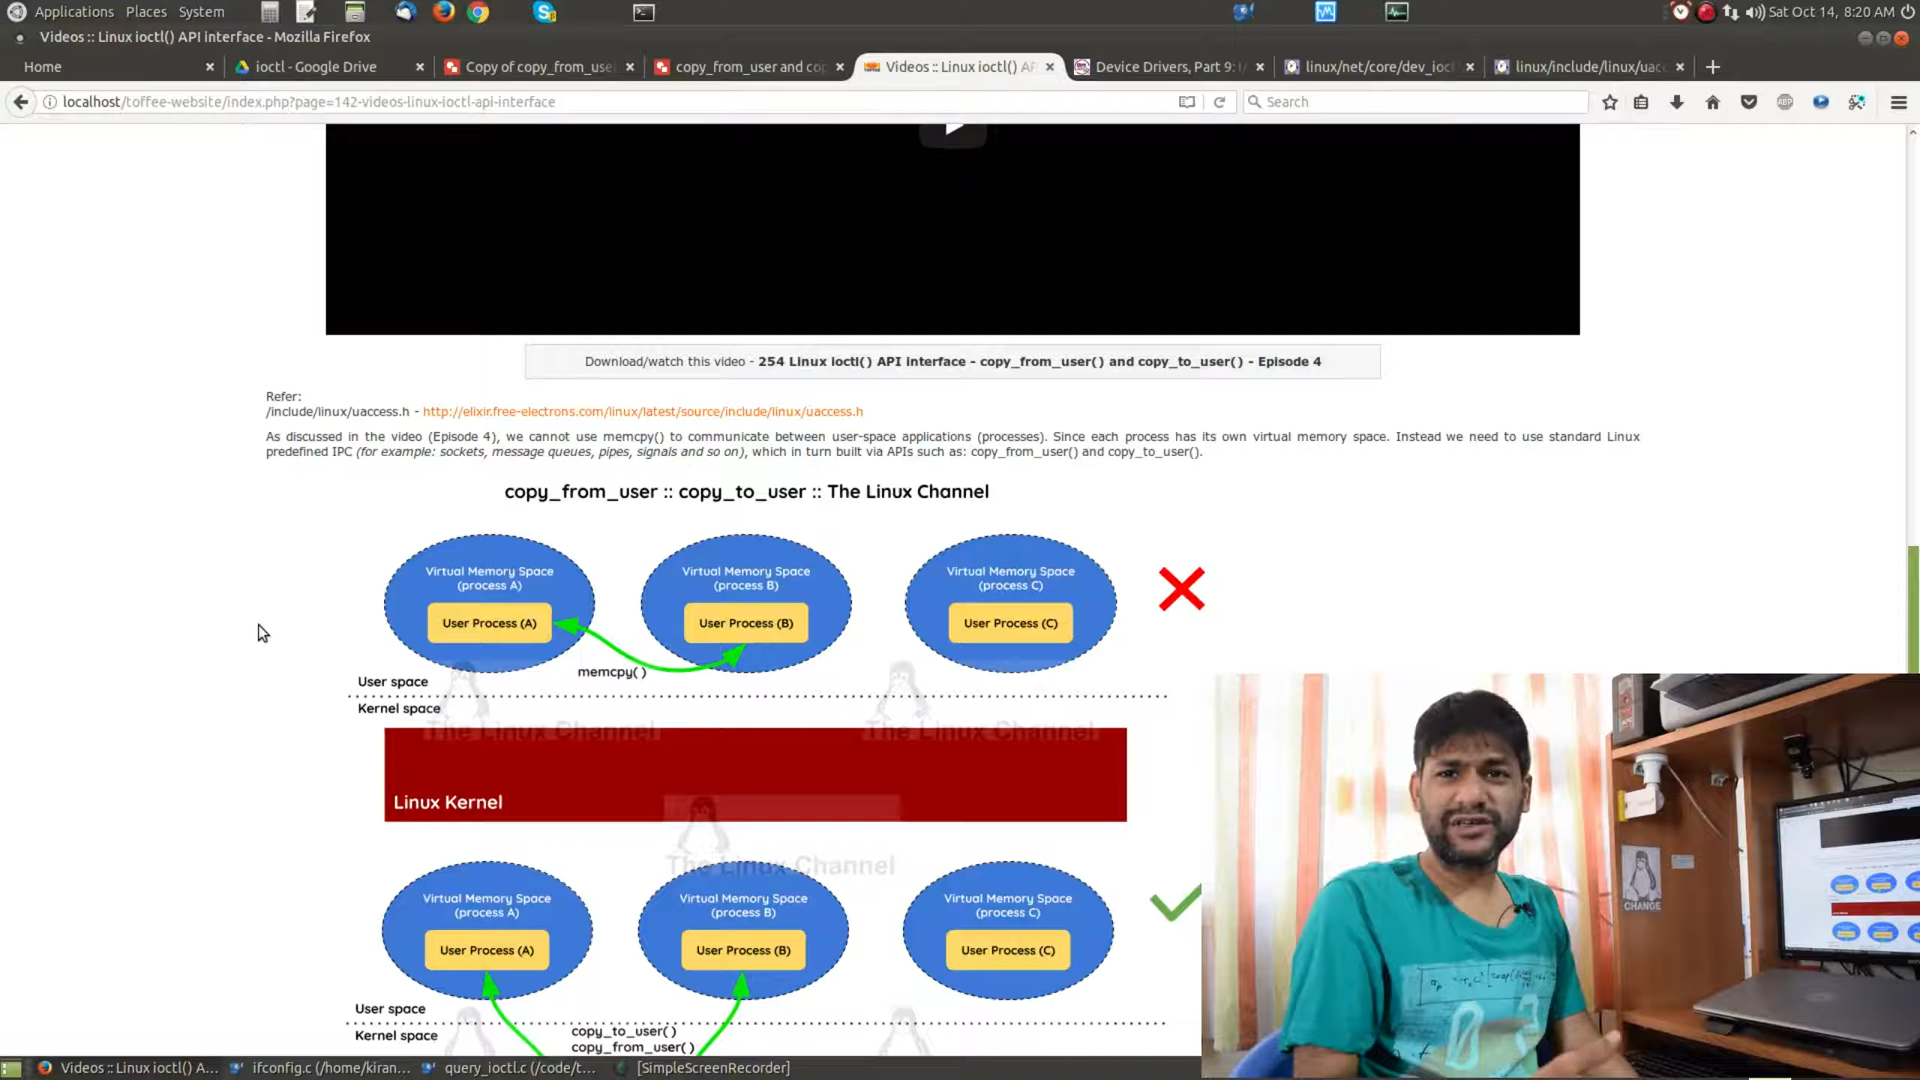 Applications Places System
Sat Oct 14, 8:20 AM
Videos :: Linux ioctl() API interface - Mozilla Firefox
Home
ioctl - Google Drive
Copy of copy_from_use
copy_from_user and co
Videos :: Linux ioctl() A
Device Drivers, Part 9:
linux/net/core/dev_ioc
linux/include/linux/uac
localhost/toffee-website/index.php?page=142-videos-linux-ioctl-api-interface
Search
ABP
Download/watch this video - 254 Linux ioctl() API interface - copy_from_user() and copy_to_user() - Episode 4
Refer:
/include/linux/uaccess.h - http://elixir.free-electrons.com/linux/latest/source/include/linux/uaccess.h
As discussed in the video (Episode 4), we cannot use memcpy() to communicate between user-space applications (processes). Since each process has its own virtual memory space. Instead we need to use standard Linux
predefined IPC (for example: sockets, message queues, pipes, signals and so on), which in turn built via APIs such as: copy_from_user() and copy_to_user().
copy_from_user :: copy_to_user :: The Linux Channel
Virtual Memory Space
(process A)
User Process (A)
Virtual Memory Space
(process B)
User Process (B)
Virtual Memory Space
(process C)
User Process (C)
memcpy( )
User space
Kernel space
The Linux Channel
The Linux Channel
Linux Kernel
The Linux Channel
Virtual Memory Space
(process A)
User Process (A)
Virtual Memory Space
(process B)
User Process (B)
Virtual Memory Space
(process C)
User Process (C)
User space
Kernel space
copy_to_user( )
copy_from_user( )
CHANGE
Videos :: Linux ioctl() A...
ifconfig.c (/home/kiran...
query_ioctl.c (/code/t...
[SimpleScreenRecorder]